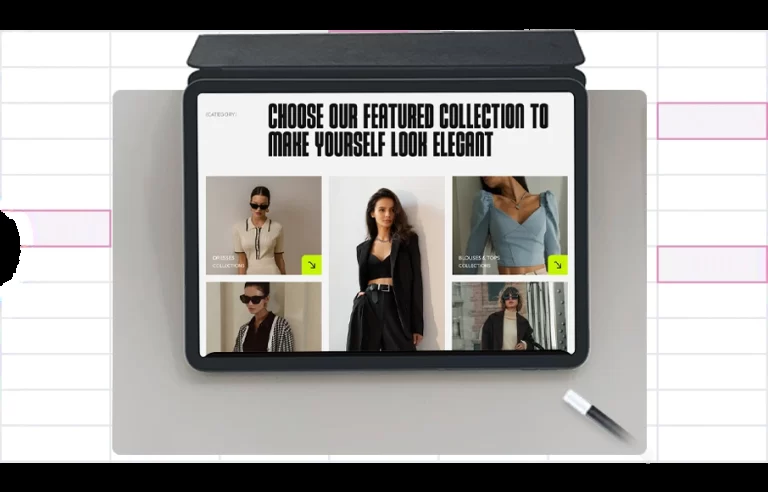 (CATEGORY)
CHOOSE OUR FEATURED COLLECTION TO
MAKE YOURSELF LOOK ELEGANT
DRESSES
COLLECTIONS
BLOUSES & TOPS
COLLECTIONS